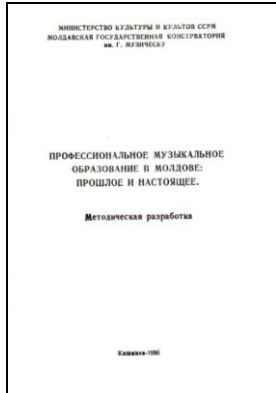 МИНИСТЕРСТВО КУЛЬТУРЫ И КУЛЬТОВ ССРМ
МОЛДАВСКАЯ ГОСУДАРСТВЕННАЯ КОНСЕРВАТОРИЯ
им. Г. МУЗИЧЕСКУ
ПРОФЕССИОНАЛЬНОЕ МУЗЫКАЛЬНОЕ
ОБРАЗОВАНИЕ В МОЛДОВЕ:
ПРОШЛОЕ И НАСТОЯЩЕЕ.
Методическая разработка
Кишинев-1990